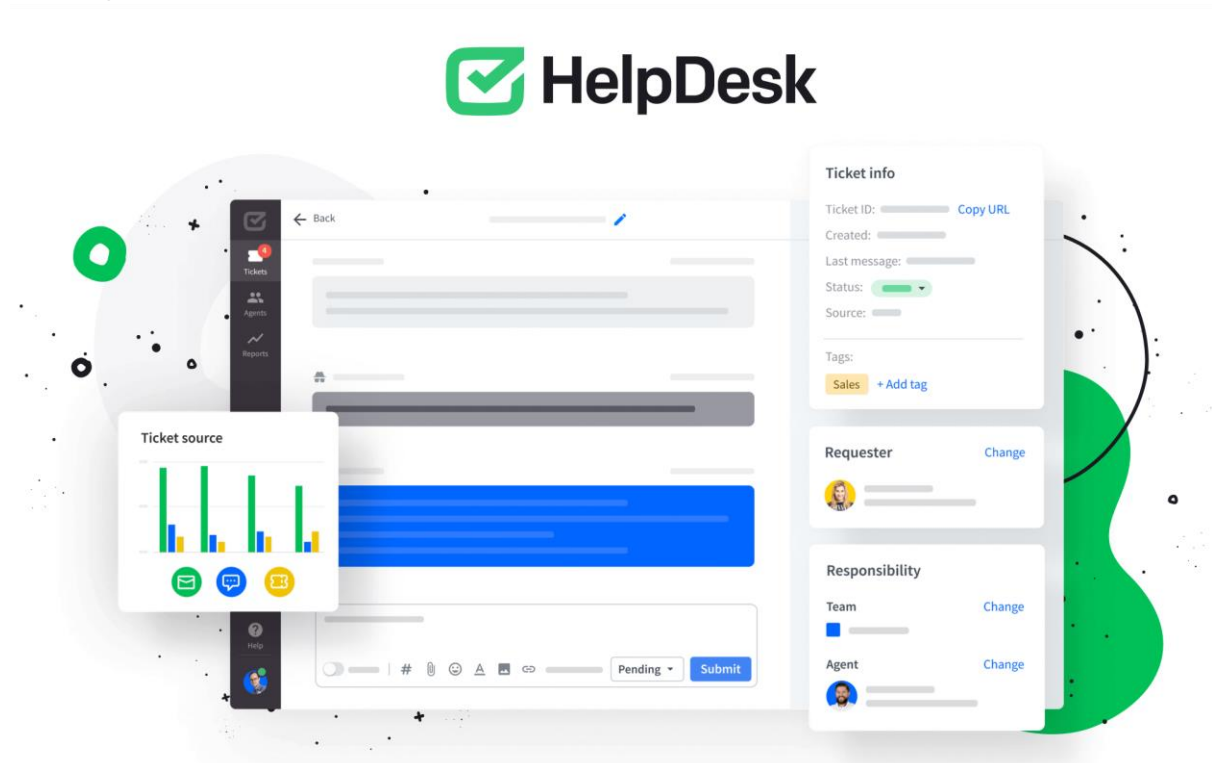 HelpDesk
Back
4
Tickets
Agents
Reports
Ticket source
Help
Pending
Submit
Ticket info
Ticket ID:
Copy URL
Created:
Last message:
Status:
Source:
Tags:
Sales
+ Add tag
Requester
Change
Responsibility
Team
Change
Agent
Change